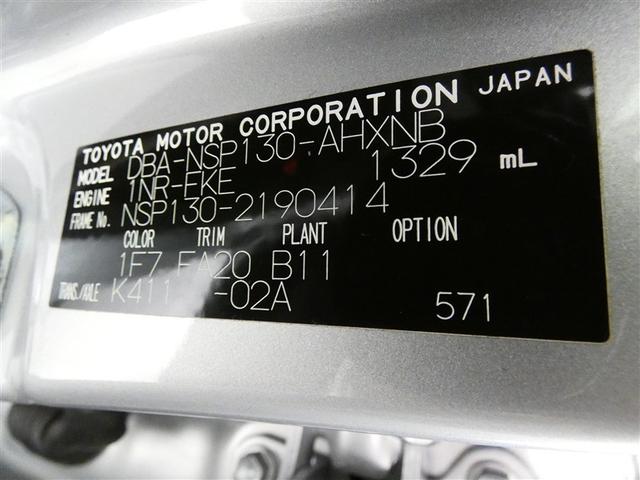 TOYOTA MOTOR CORPORATION JAPAN
MODEL DBA-NSP130-AHXNB
ENGINE 1NR-FKE 1329 mL
FRAME No. NSP130-2190414
COLOR TRIM PLANT OPTION
1F7 FA20 B11
TRANS./AXLE K411 -02A 571